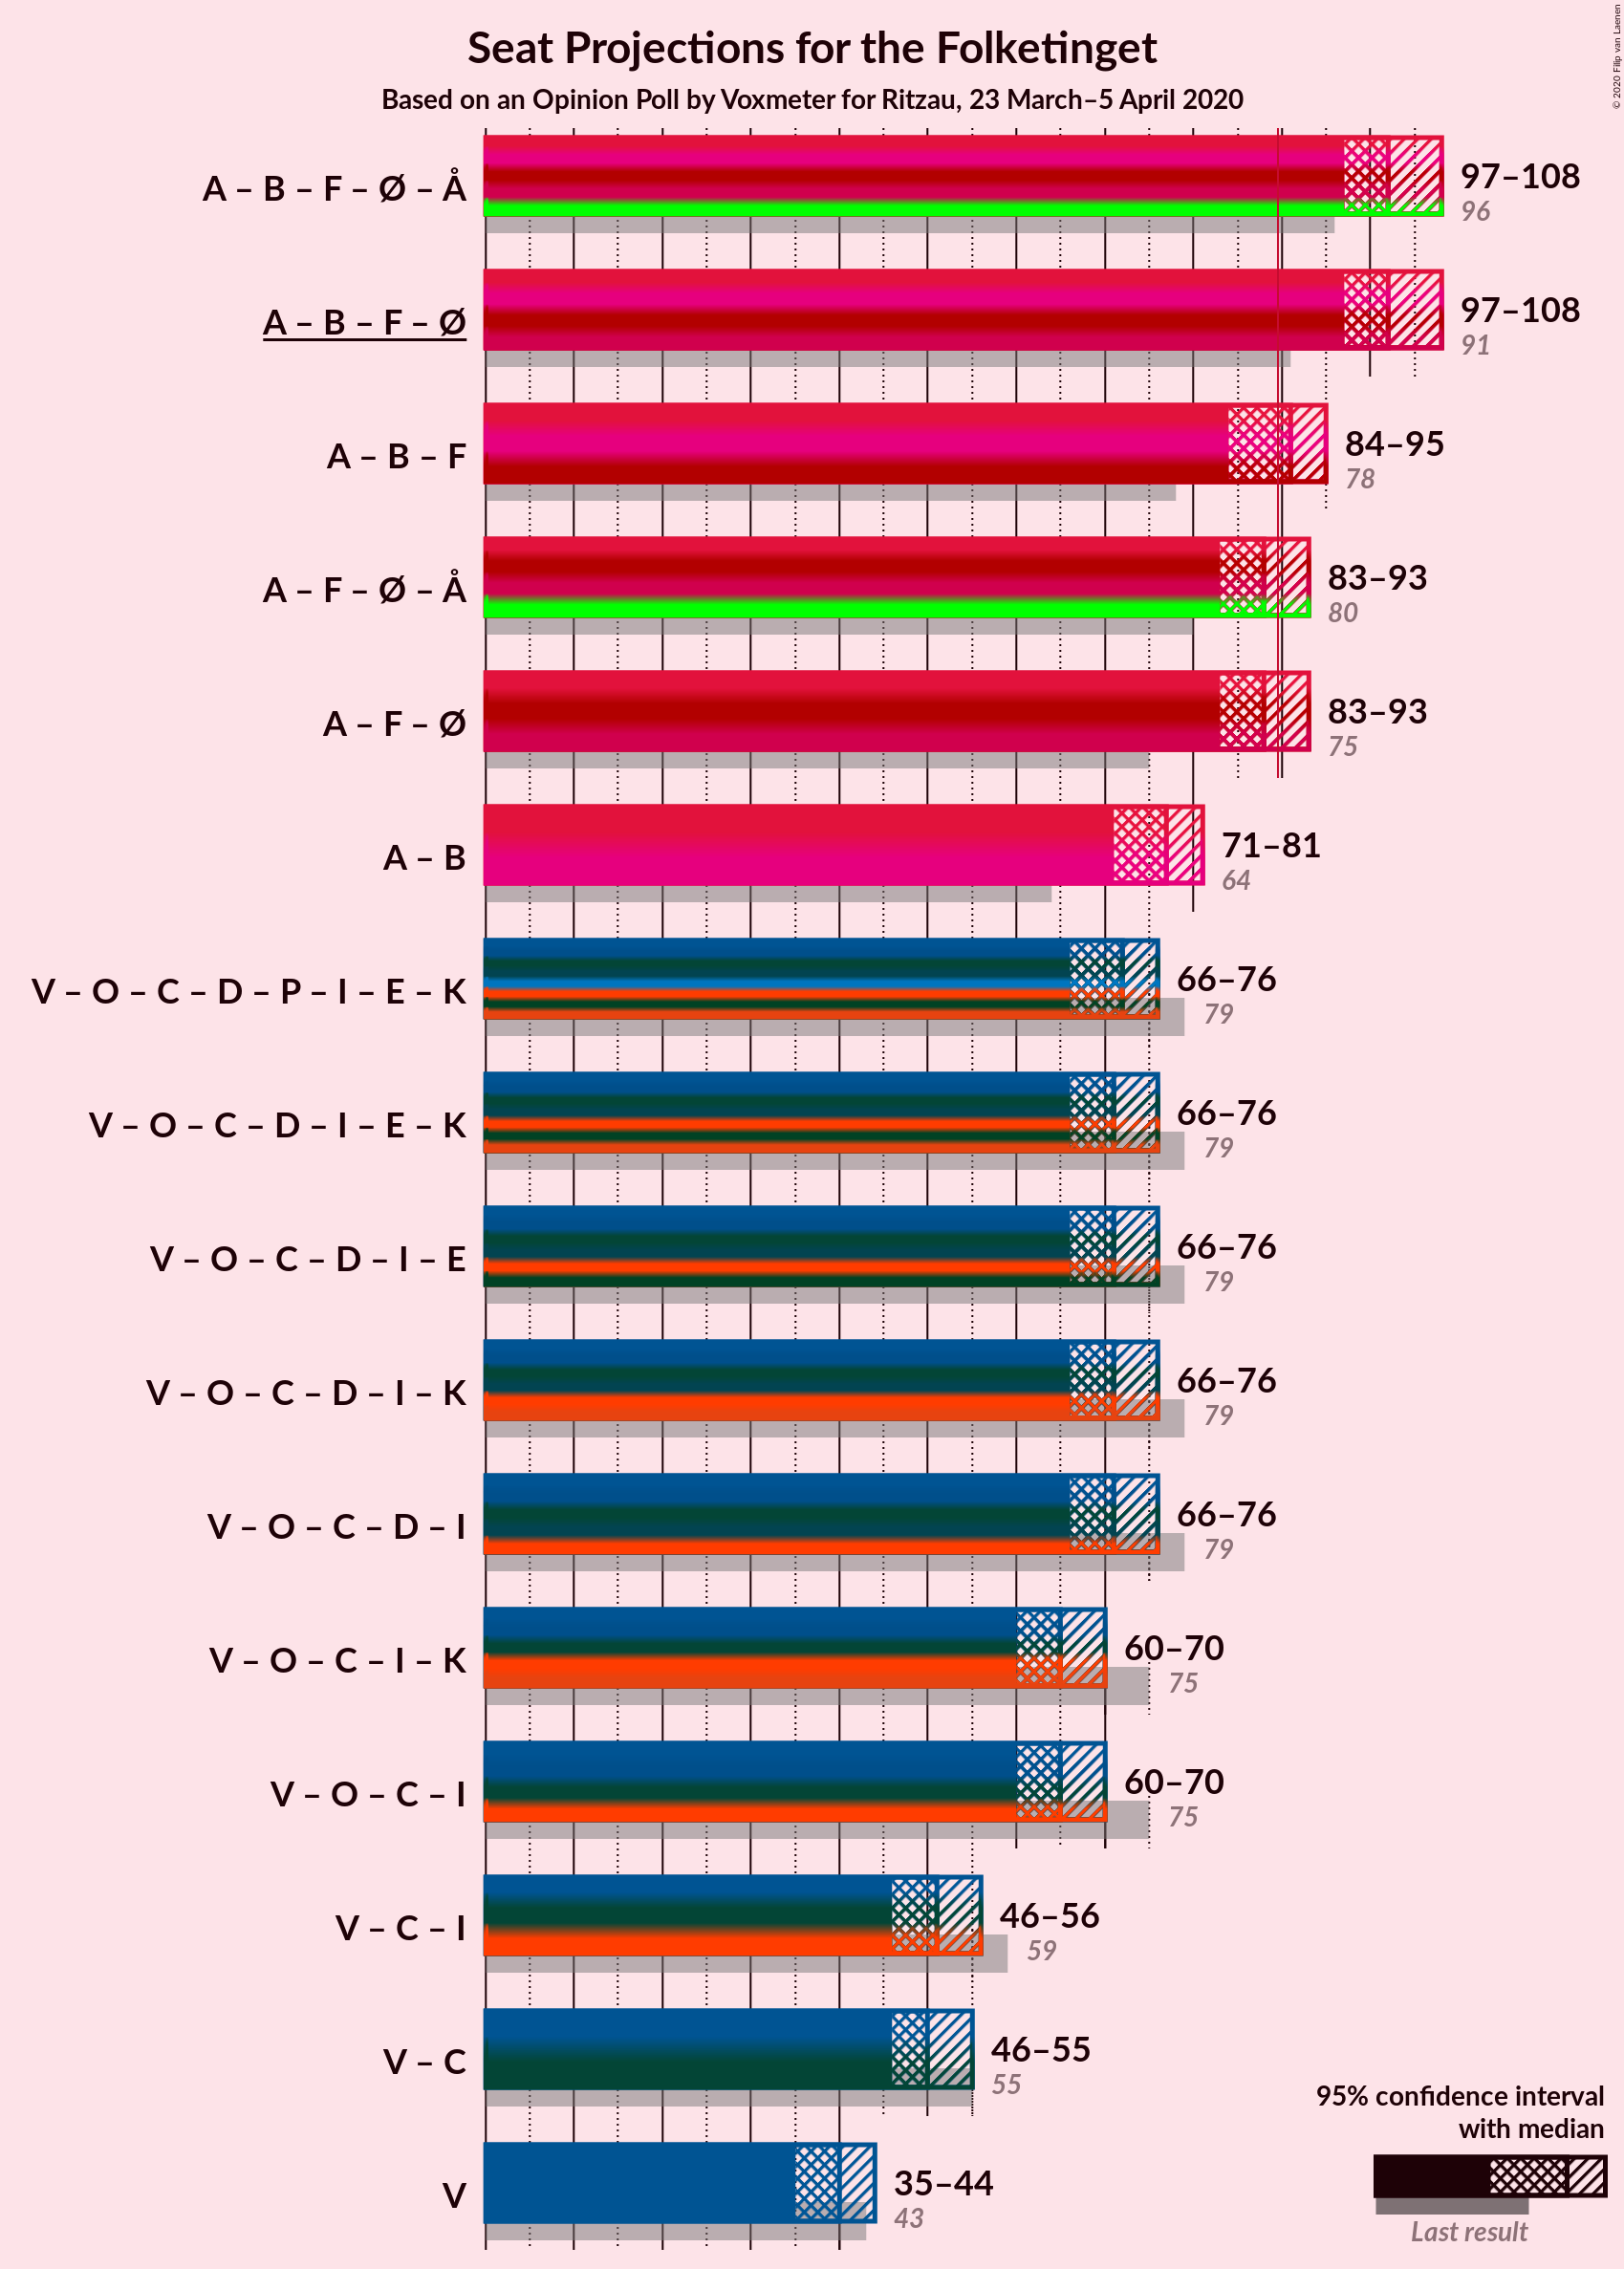 Seat Projections for the Folketinget
Based on an Opinion Poll by Voxmeter for Ritzau, 23 March–5 April 2020
© 2020 Filip van Laenen
A – B – F – Ø – Å
97–108
96
A – B – F – Ø
97–108
91
A – B – F
84–95
78
A – F – Ø – Å
83–93
80
A – F – Ø
83–93
75
A – B
71–81
64
V – O – C – D – P – I – E – K
66–76
79
V – O – C – D – I – E – K
66–76
79
V – O – C – D – I – E
66–76
79
V – O – C – D – I – K
66–76
79
V – O – C – D – I
66–76
79
V – O – C – I – K
60–70
75
V – O – C – I
60–70
75
V – C – I
46–56
59
V – C
46–55
55
V
35–44
43
95% confidence interval
with median
Last result